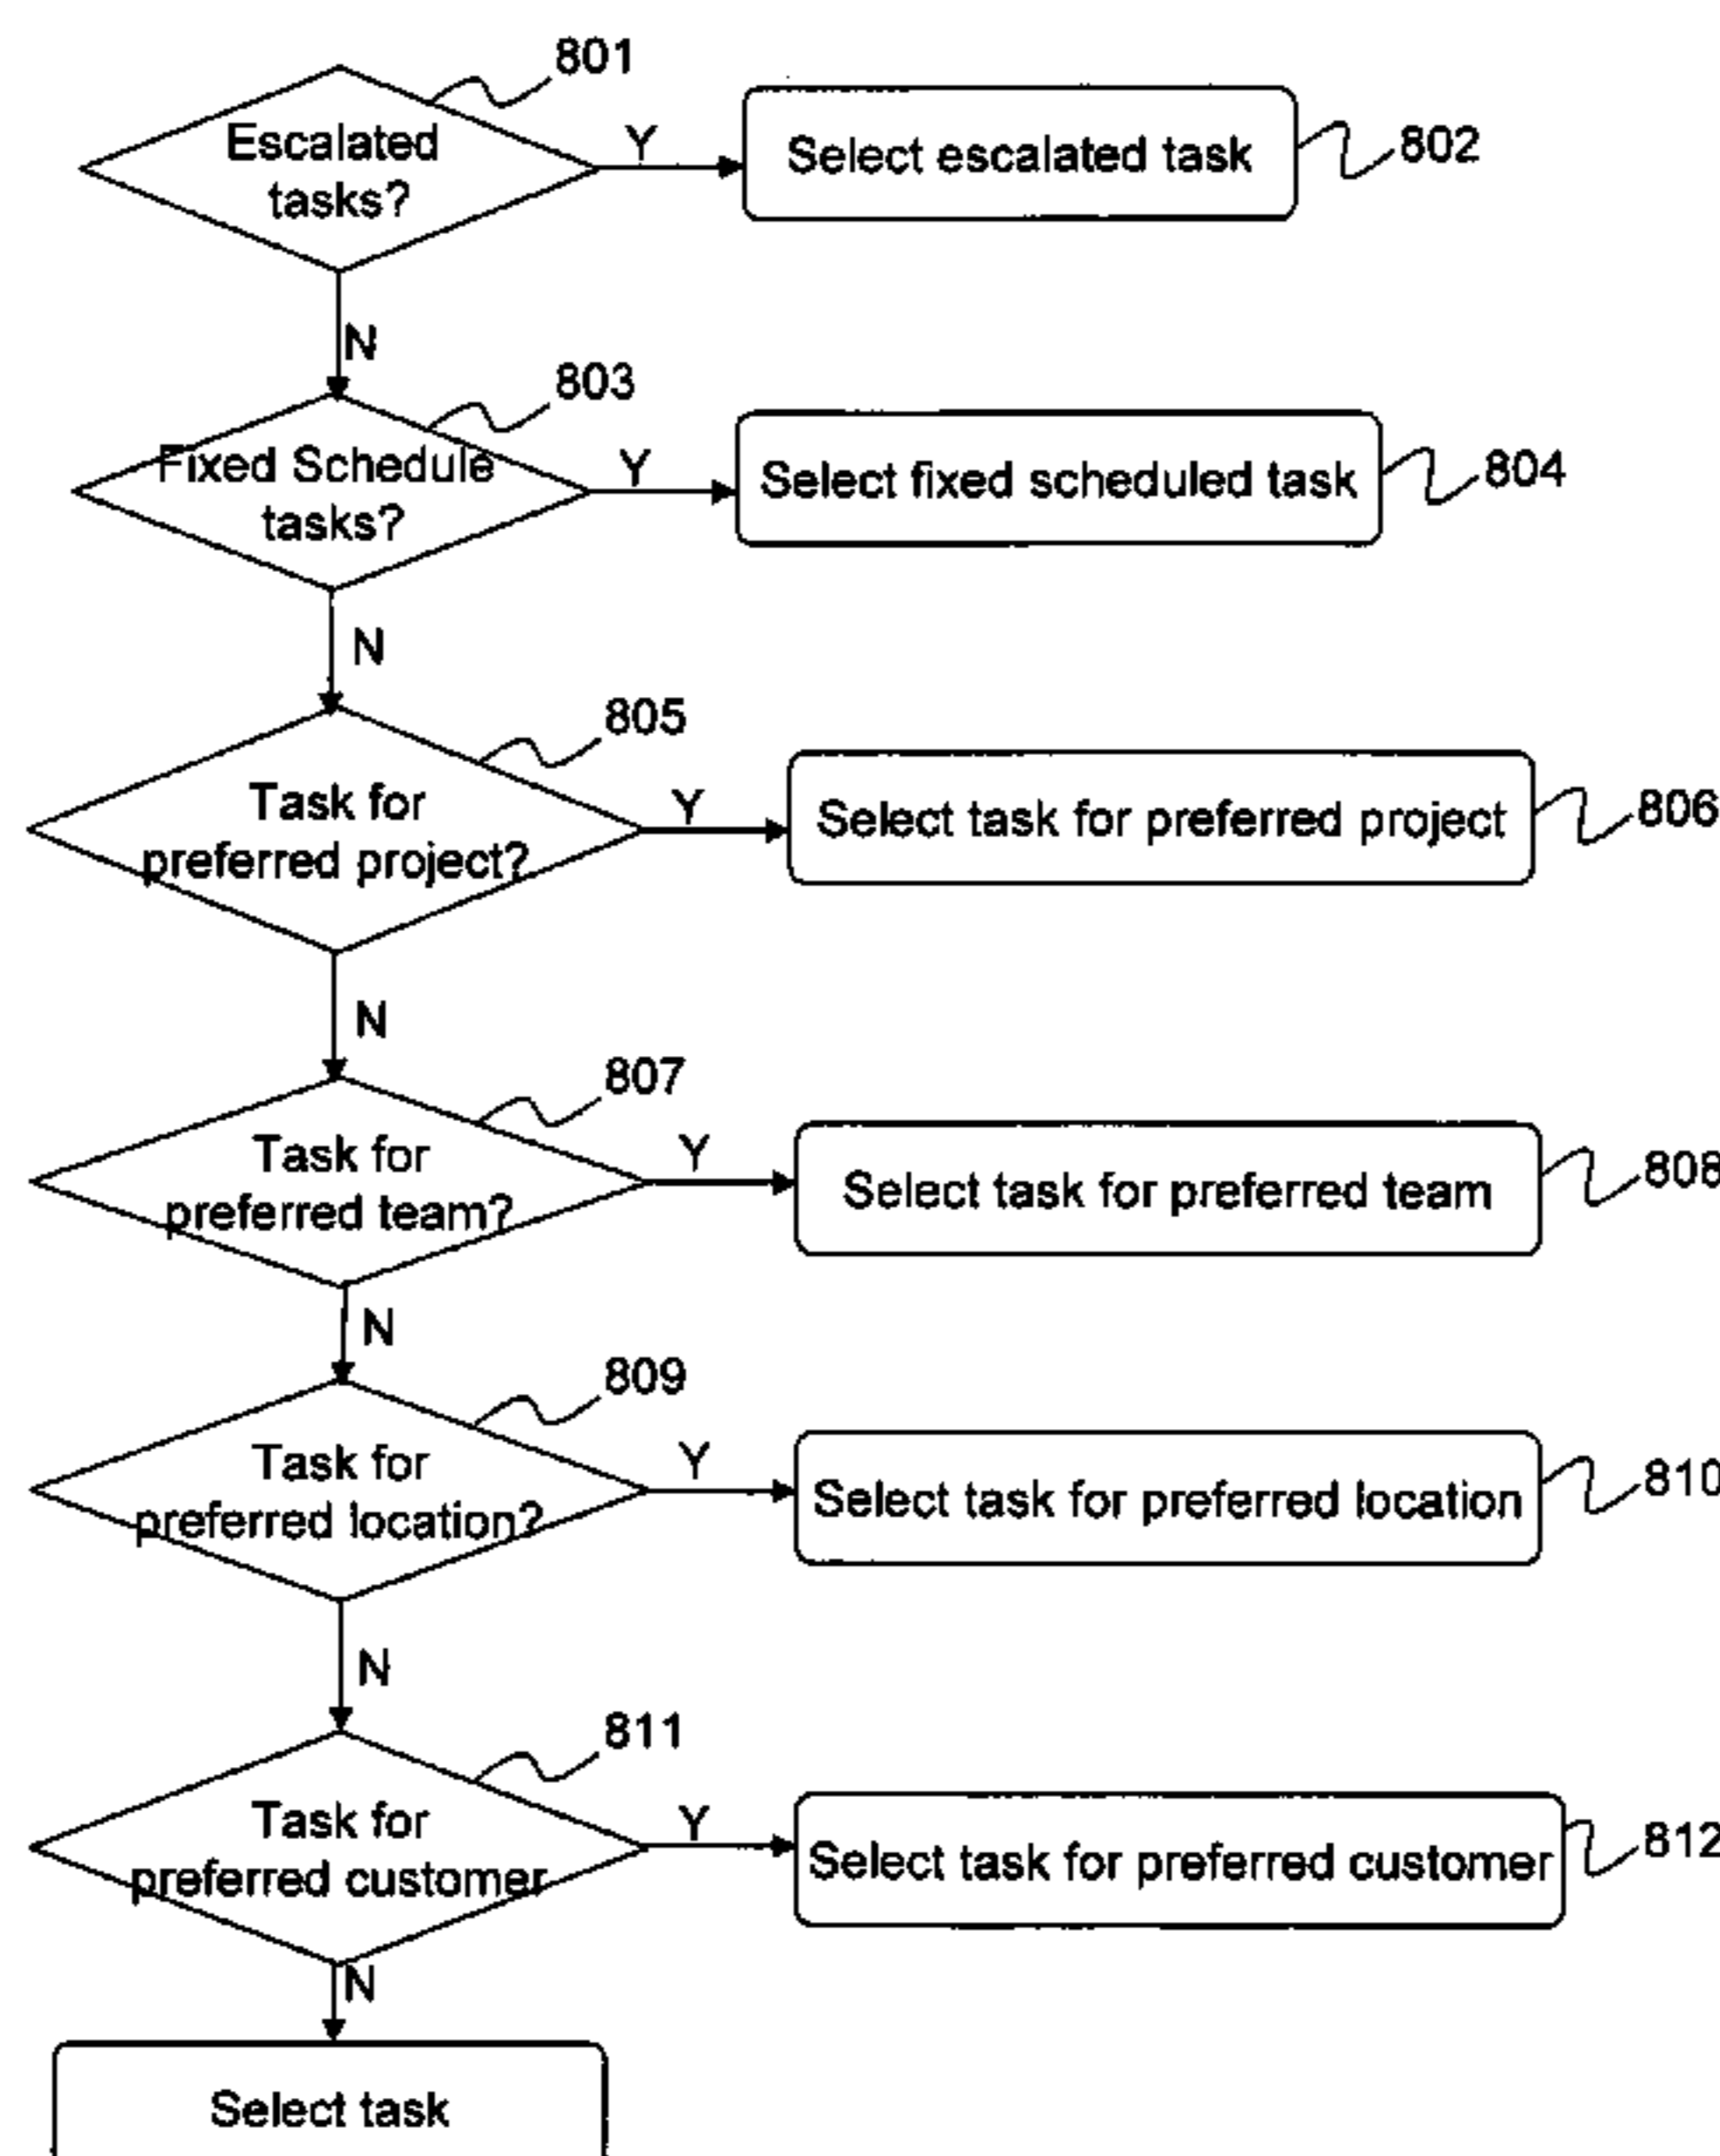 801
Escalated
tasks?
Y
Select escalated task
802
N
803
Fixed Schedule
tasks?
Y
Select fixed scheduled task
804
N
805
Task for
preferred project?
Y
Select task for preferred project
806
N
807
Task for
preferred team?
Y
Select task for preferred team
808
N
809
Task for
preferred location?
Y
Select task for preferred location
810
N
811
Task for
preferred customer
Y
Select task for preferred customer
812
N
Select task